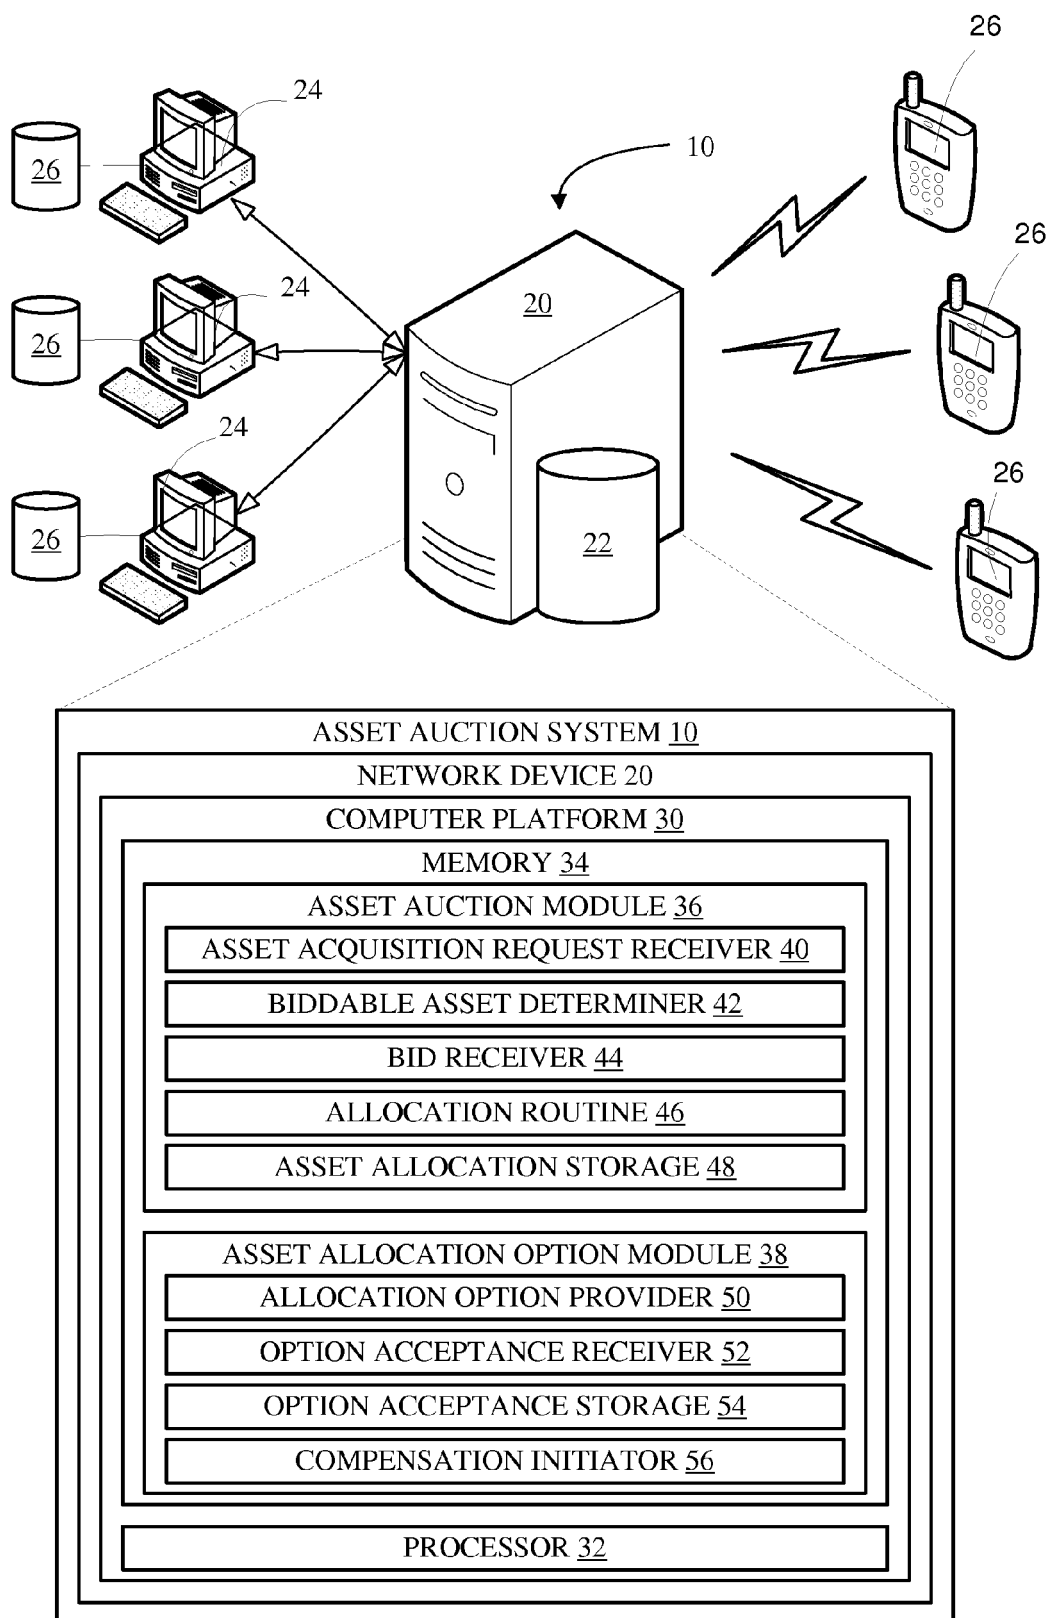 26
24
10
26
20
26
24
26
26
24
26
22
26
ASSET AUCTION SYSTEM 10
NETWORK DEVICE 20
COMPUTER PLATFORM 30
MEMORY 34
ASSET AUCTION MODULE 36
ASSET ACQUISITION REQUEST RECEIVER 40
BIDDABLE ASSET DETERMINER 42
BID RECEIVER 44
ALLOCATION ROUTINE 46
ASSET ALLOCATION STORAGE 48
ASSET ALLOCATION OPTION MODULE 38
ALLOCATION OPTION PROVIDER 50
OPTION ACCEPTANCE RECEIVER 52
OPTION ACCEPTANCE STORAGE 54
COMPENSATION INITIATOR 56
PROCESSOR 32